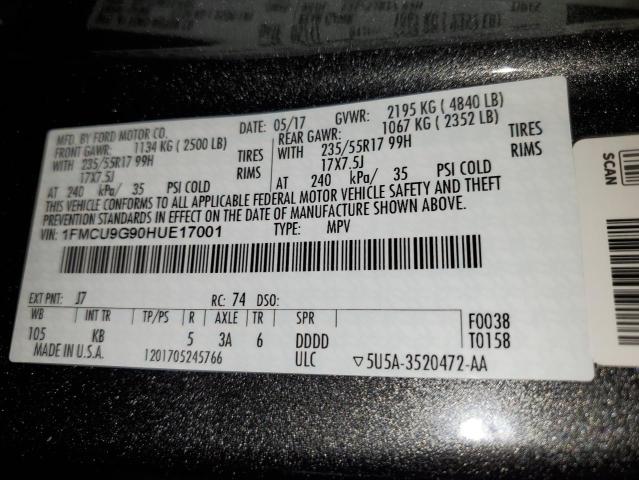 MFD. BY FORD MOTOR CO. DATE: 05/17 GVWR: 2195 KG ( 4840 LB)
FRONT GAWR: 1134 KG ( 2500 LB) REAR GAWR: 1067 KG ( 2352 LB)
WITH 235/55R17 99H TIRES WITH 235/55R17 99H TIRES
17X7.5J RIMS 17X7.5J RIMS
AT 240 kPa/ 35 PSI COLD AT 240 kPa/ 35 PSI COLD
THIS VEHICLE CONFORMS TO ALL APPLICABLE FEDERAL MOTOR VEHICLE SAFETY AND THEFT
PREVENTION STANDARDS IN EFFECT ON THE DATE OF MANUFACTURE SHOWN ABOVE.
VIN: 1FMCU9G90HUE17001 TYPE: MPV
EXT PNT: J7 RC: 74 DSO:
WB INT TR TP/PS R AXLE TR SPR F0038
105 KB 5 3A 6 DDDD T0158
MADE IN U.S.A. 1201705245766 ULC ▽5U5A-3520472-AA
SCAN